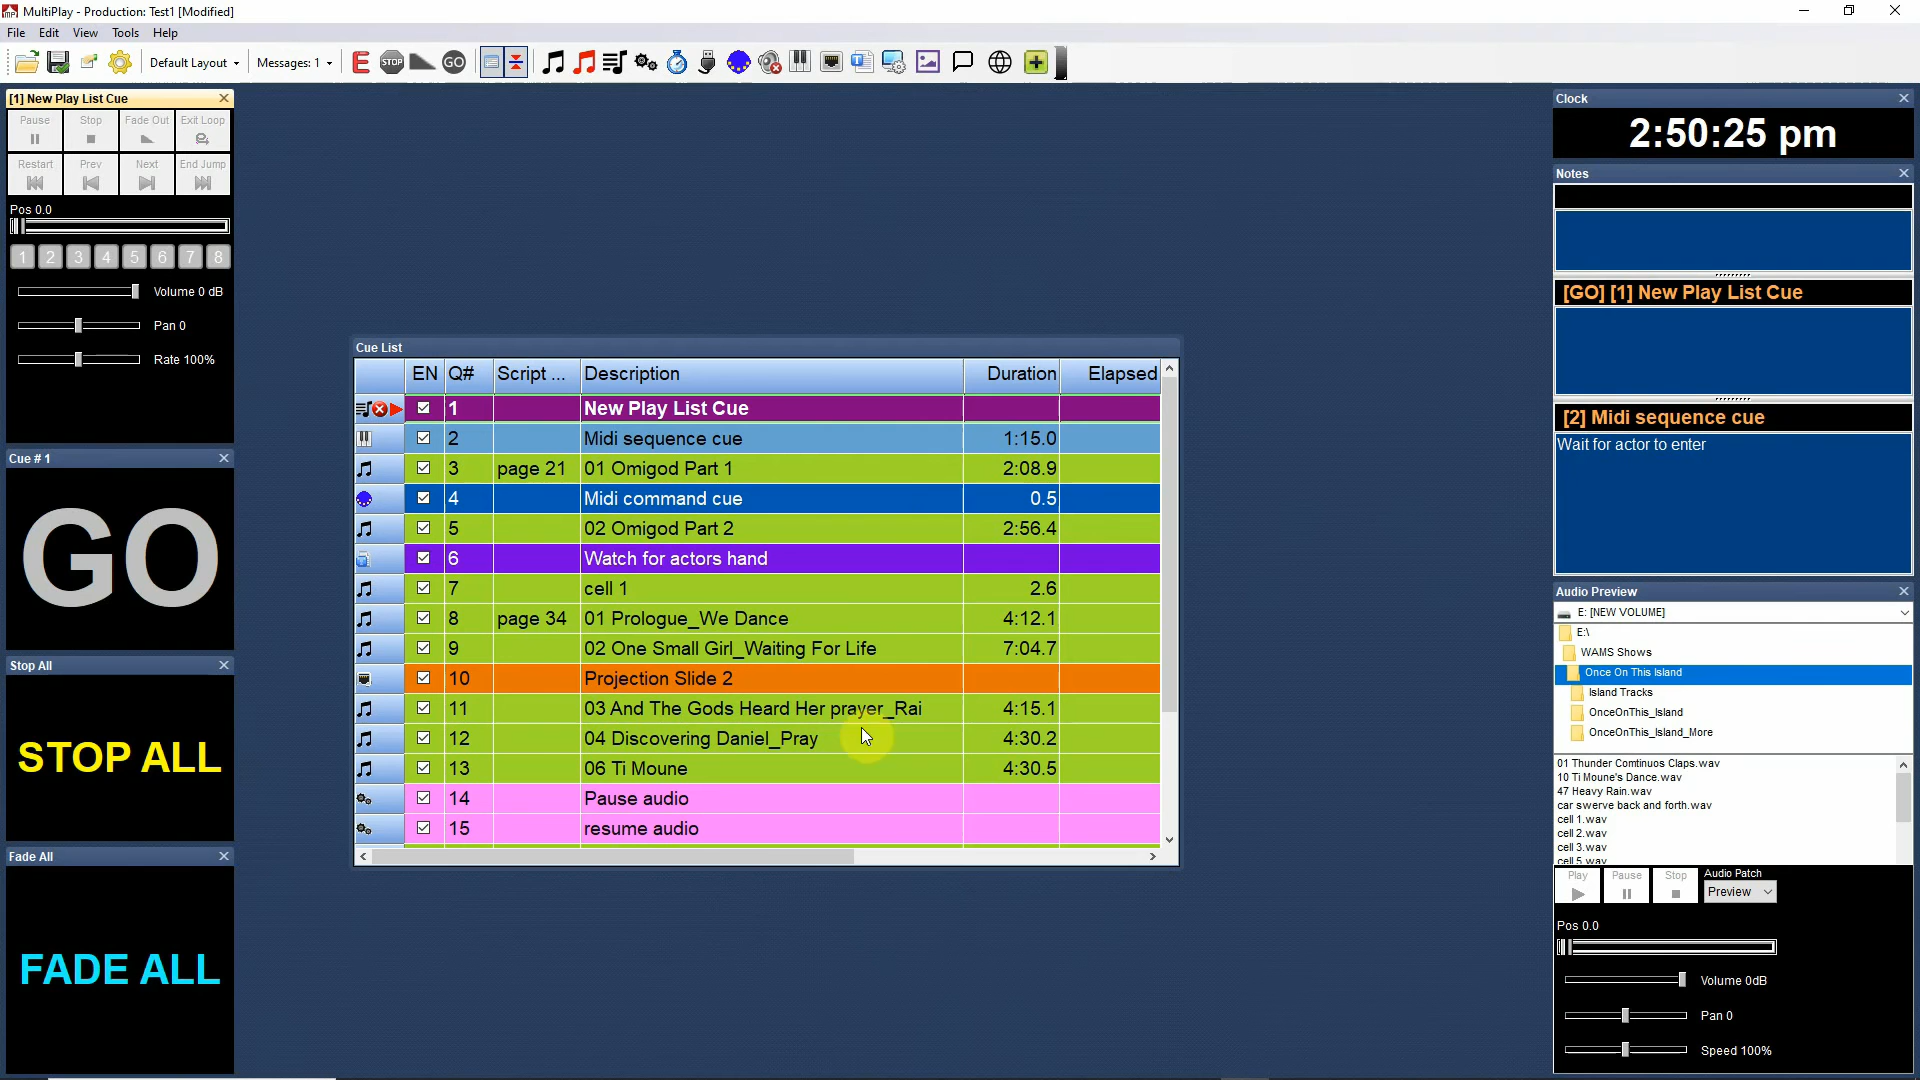 MultiPlay - Production: Test1 [Modified]
File Edit View Tools Help
Default Layout Messages: 1 E STOP GO
[1] New Play List Cue
Pause Stop Fade Out Exit Loop
Restart Prev Next End Jump
Pos 0.0
1 2 3 4 5 6 7 8
Volume 0 dB
Pan 0
Rate 100%
Cue # 1
GO
Stop All
STOP ALL
Fade All
FADE ALL
Cue List
EN Q# Script ... Description Duration Elapsed
1 New Play List Cue
2 Midi sequence cue 1:15.0
3 page 21 01 Omigod Part 1 2:08.9
4 Midi command cue 0.5
5 02 Omigod Part 2 2:56.4
6 Watch for actors hand
7 cell 1 2.6
8 page 34 01 Prologue_We Dance 4:12.1
9 02 One Small Girl_Waiting For Life 7:04.7
10 Projection Slide 2
11 03 And The Gods Heard Her prayer_Rai 4:15.1
12 04 Discovering Daniel_Pray 4:30.2
13 06 Ti Moune 4:30.5
14 Pause audio
15 resume audio
Clock
2:50:25 pm
Notes
[GO] [1] New Play List Cue
[2] Midi sequence cue
Wait for actor to enter
Audio Preview
E: [NEW VOLUME]
E:\
WAMS Shows
Once On This Island
Island Tracks
OnceOnThis_Island
OnceOnThis_Island_More
01 Thunder Comtinuos Claps.wav
10 Ti Moune's Dance.wav
47 Heavy Rain.wav
car swerve back and forth.wav
cell 1.wav
cell 2.wav
cell 3.wav
cell 5.wav
Play Pause Stop Audio Patch
Preview
Pos 0.0
Volume 0dB
Pan 0
Speed 100%